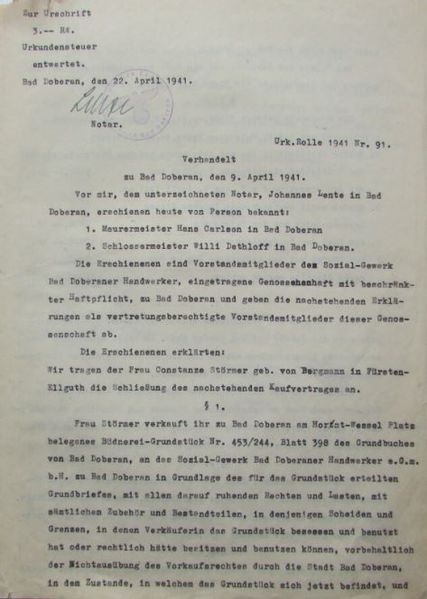 Zur Urschrift
3.-- RM.
Urkundensteuer
entwertet.
Bad Doberan, den 22. April 1941.
Notar.
Urk.Rolle 1941 Nr. 91.
Verhandelt
zu Bad Doberan, den 9. April 1941.
Vor mir, dem unterzeichneten Notar, Johannes Lente in Bad
Doberan, erschienen heute von Person bekannt:
1. Maurermeister Hans Carlson in Bad Doberan
2. Schlossermeister Willi Dethloff in Bad Doberan.
Die Erschienenen sind Vorstandsmitglieder des Sozial-Gewerk
Bad Doberaner Handwerker, eingetragene Genossenschaft mit beschränk-
ter Haftpflicht, zu Bad Doberan und geben die nachstehenden Erklä-
rungen als vertretungsberechtigte Vorstandsmitglieder dieser Genos-
senschaft ab.
Die Erschienenen erklärten:
Wir tragen der Frau Constanze Störmer geb. von Bergmann in Fürsten-
Ellguth die Schließung des nachstehenden Kaufvertrages an.
§ 1.
Frau Störmer verkauft ihr zu Bad Doberan am Horst-Wessel Platz
belegenes Büdnerei-Grundstück Nr. 453/244, Blatt 398 des Grundbuches
von Bad Doberan, an das Sozial-Gewerk Bad Doberaner Handwerker e.G.m.
b.H. zu Bad Doberan in Grundlage des für das Grundstück erteilten
Grundbriefes, mit allen darauf ruhenden Rechten und Lasten, mit
sämtlichem Zubehör und Bestandteilen, in denjenigen Scheiden und
Grenzen, in denen Verkäuferin das Grundstück besessen und benutzt
hat oder rechtlich hätte besitzen und benutzen können, vorbehaltlich
der Nichtausübung des Vorkaufsrechtes durch die Stadt Bad Doberan,
in dem Zustande, in welchem das Grundstück sich jetzt befindet, und